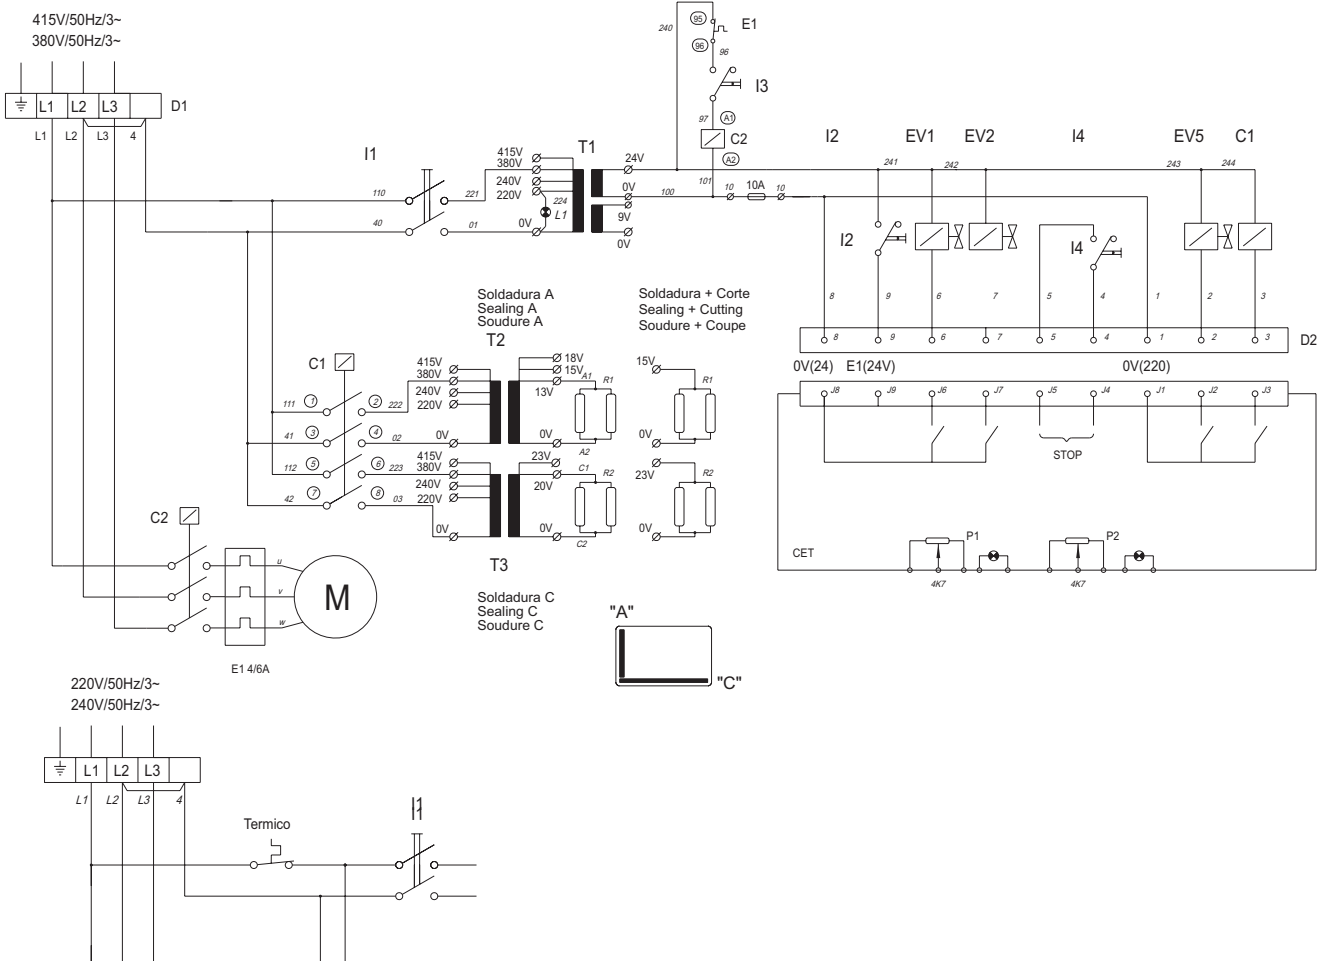 415V/50Hz/3~
380V/50Hz/3~
L1 L2 L3 D1
L1 L2 L3 4
I1
110 221
40 01
415V
380V
240V
220V
0V
224
L1
T1
24V
0V
9V
0V
240
95
96
E1
96
I3
97 A1
C2
A2
101
100
10 10A 10
I2 EV1 EV2 I4 EV5 C1
241 242 243 244
I2 I4
8 9 6 7 5 4 1 2 3
8 9 6 7 5 4 1 2 3 D2
0V(24) E1(24V) 0V(220)
J8 J9 J6 J7 J5 J4 J1 J2 J3
STOP
CET
P1 P2
4K7 4K7
Soldadura A
Sealing A
Soudure A
T2
Soldadura + Corte
Sealing + Cutting
Soudure + Coupe
C1
111 1 2 222
41 3 4 02
112 5 6 223
42 7 8 03
415V
380V
240V
220V
0V
18V
15V
13V
0V
A1 R1
A2
15V R1
0V
415V
380V
240V
220V
0V
23V
20V
0V
C1 R2
C2
23V R2
0V
T3
Soldadura C
Sealing C
Soudure C
C2
u
v
w
M
E1 4/6A
"A"
"C"
220V/50Hz/3~
240V/50Hz/3~
L1 L2 L3
L1 L2 L3 4
Termico
I1